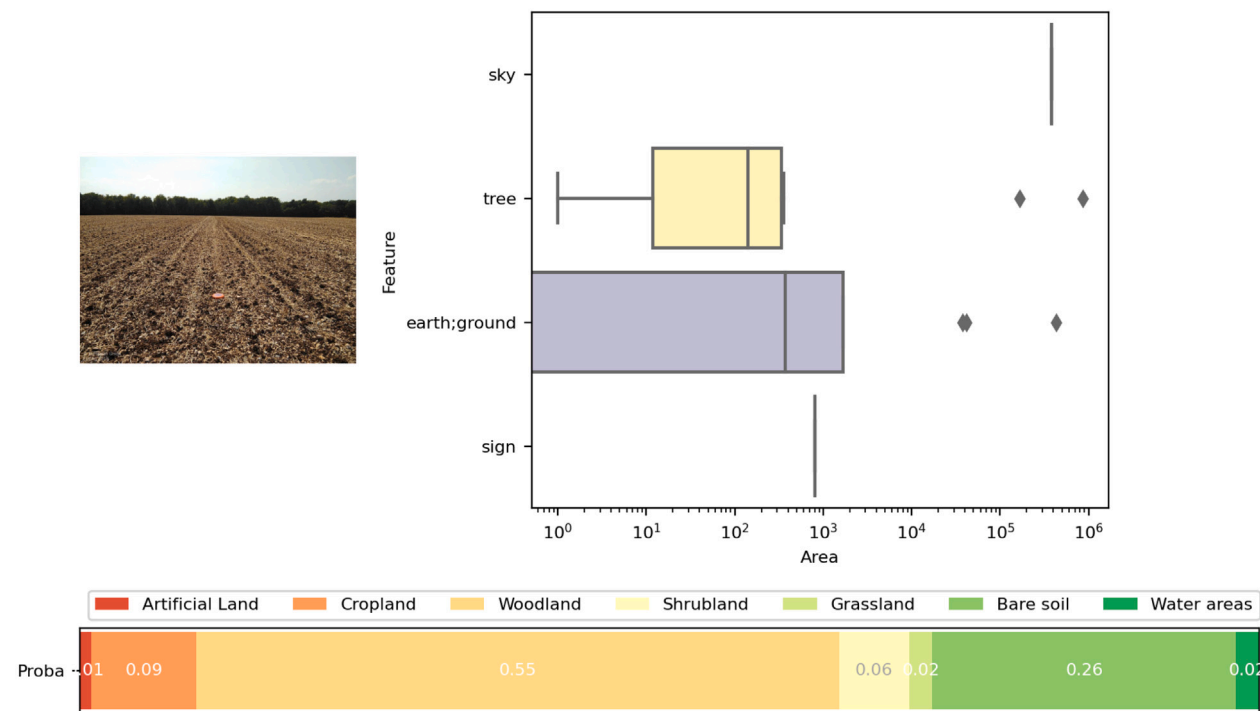 sky
tree
earth;ground
sign
Feature
10⁰ 10¹ 10² 10³ 10⁴ 10⁵ 10⁶
Area
Artificial Land Cropland Woodland Shrubland Grassland Bare soil Water areas
Proba .01 0.09 0.55 0.06 0.02 0.26 0.02